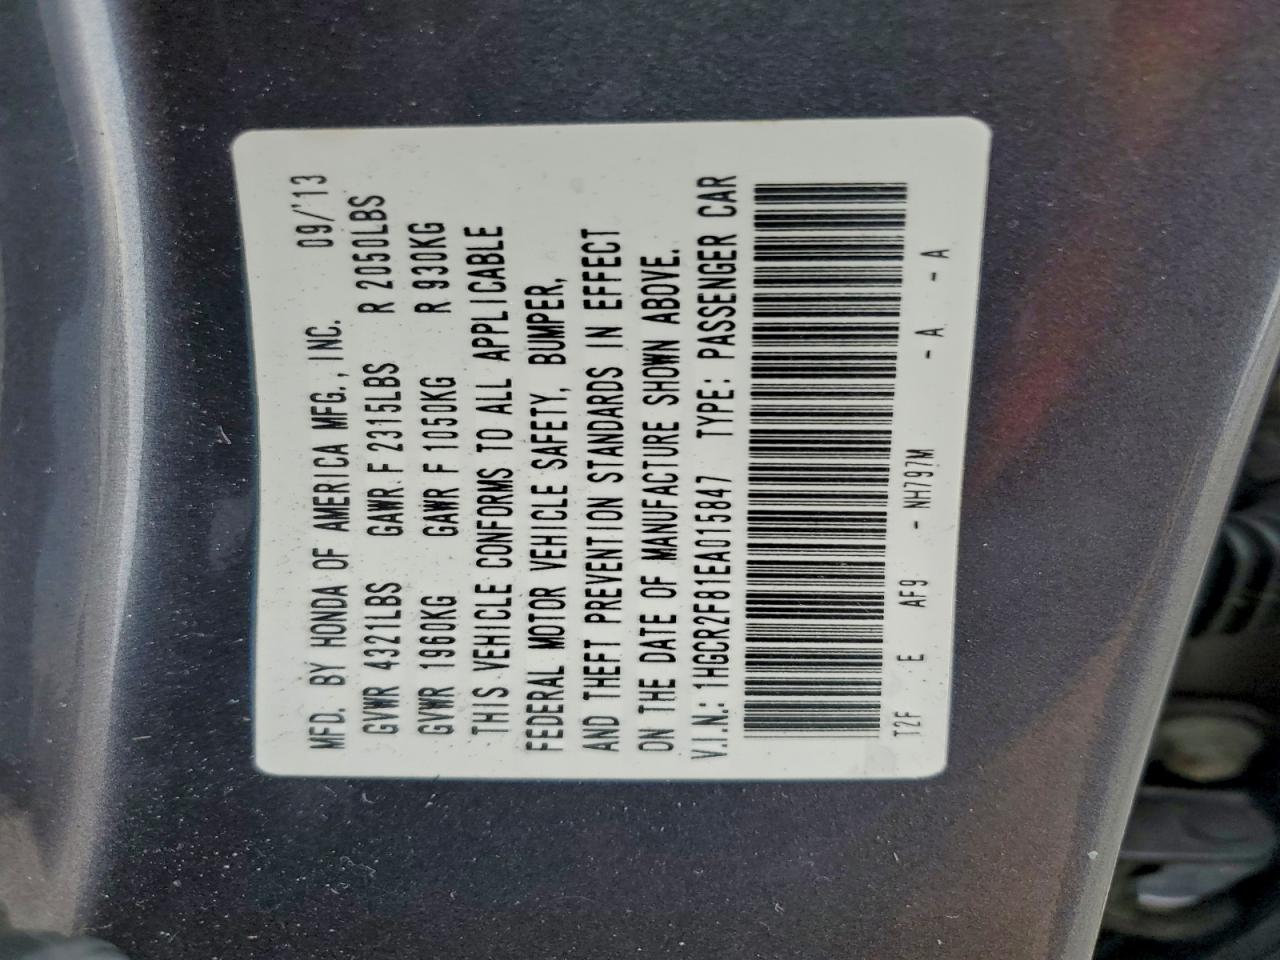 MFD. BY HONDA OF AMERICA MFG., INC. 09/'13
GVWR 4321LBS GAWR F 2315LBS R 2050LBS
GVWR 1960KG GAWR F 1050KG R 930KG
THIS VEHICLE CONFORMS TO ALL APPLICABLE
FEDERAL MOTOR VEHICLE SAFETY, BUMPER,
AND THEFT PREVENTION STANDARDS IN EFFECT
ON THE DATE OF MANUFACTURE SHOWN ABOVE.
V.I.N.: 1HGCR2F81EA015847 TYPE: PASSENGER CAR
T2F E AF9 - NH797M - A - A